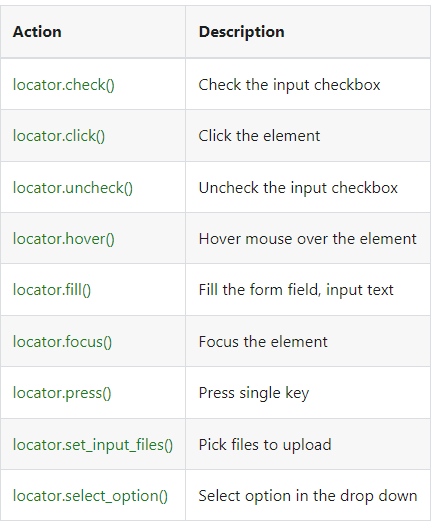 Action Description
locator.check() Check the input checkbox
locator.click() Click the element
locator.uncheck() Uncheck the input checkbox
locator.hover() Hover mouse over the element
locator.fill() Fill the form field, input text
locator.focus() Focus the element
locator.press() Press single key
locator.set_input_files() Pick files to upload
locator.select_option() Select option in the drop down